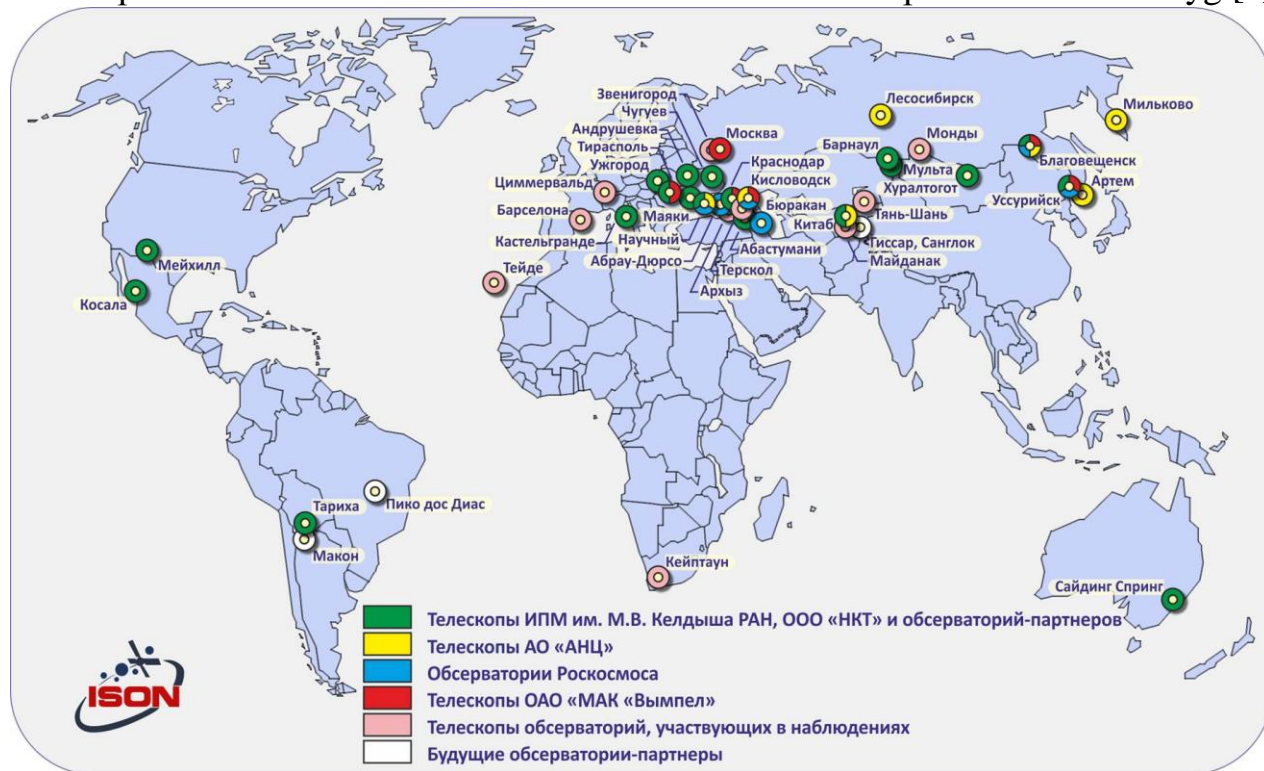 Звенигород
Чугуев
Андрушевка
Тирасполь
Ужгород
Циммервальд
Барселона
Кастельгранде
Маяки
Научный
Абрау-Дюрсо
Тейде
Москва
Краснодар
Кисловодск
Бюракан
Абастумани
Терскол
Архыз
Лесосибирск
Мильково
Барнаул
Монды
Мульта
Хуралтогот
Благовещенск
Уссурийск
Артем
Китаб
Тянь-Шань
Гиссар, Санглок
Майданак
Мейхилл
Косала
Тариха
Пико дос Диас
Макон
Кейптаун
Сайдинг Спринг
ISON
Телескопы ИПМ им. М.В. Келдыша РАН, ООО «НКТ» и обсерваторий-партнеров
Телескопы АО «АНЦ»
Обсерватории Роскосмоса
Телескопы ОАО «МАК «Вымпел»
Телескопы обсерваторий, участвующих в наблюдениях
Будущие обсерватории-партнеры